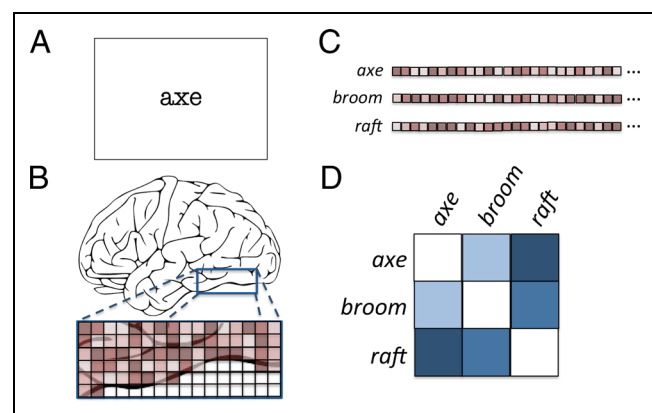 A
axe
B
C
axe ...
broom ...
raft ...
D
axe broom raft
axe
broom
raft